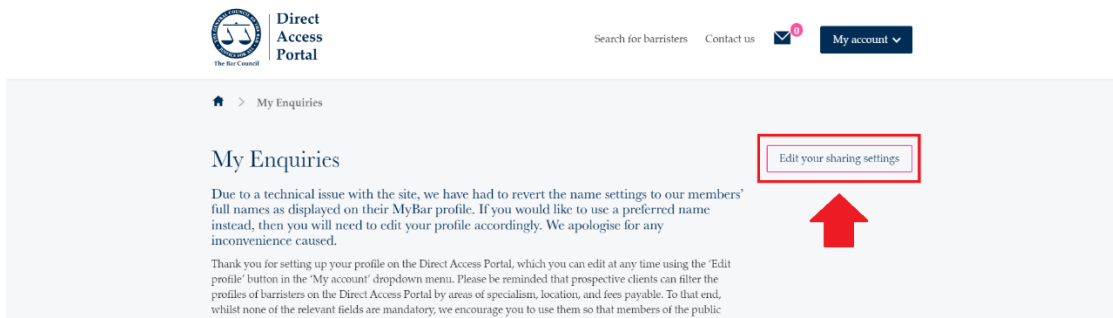 Direct
Access
Portal
The Bar Council
Search for barristers
Contact us
0
My account
My Enquiries
My Enquiries
Edit your sharing settings
Due to a technical issue with the site, we have had to revert the name settings to our members'
full names as displayed on their MyBar profile. If you would like to use a preferred name
instead, then you will need to edit your profile accordingly. We apologise for any
inconvenience caused.
Thank you for setting up your profile on the Direct Access Portal, which you can edit at any time using the 'Edit
profile' button in the 'My account' dropdown menu. Please be reminded that prospective clients can filter the
profiles of barristers on the Direct Access Portal by areas of specialism, location, and fees payable. To that end,
whilst none of the relevant fields are mandatory, we encourage you to use them so that members of the public